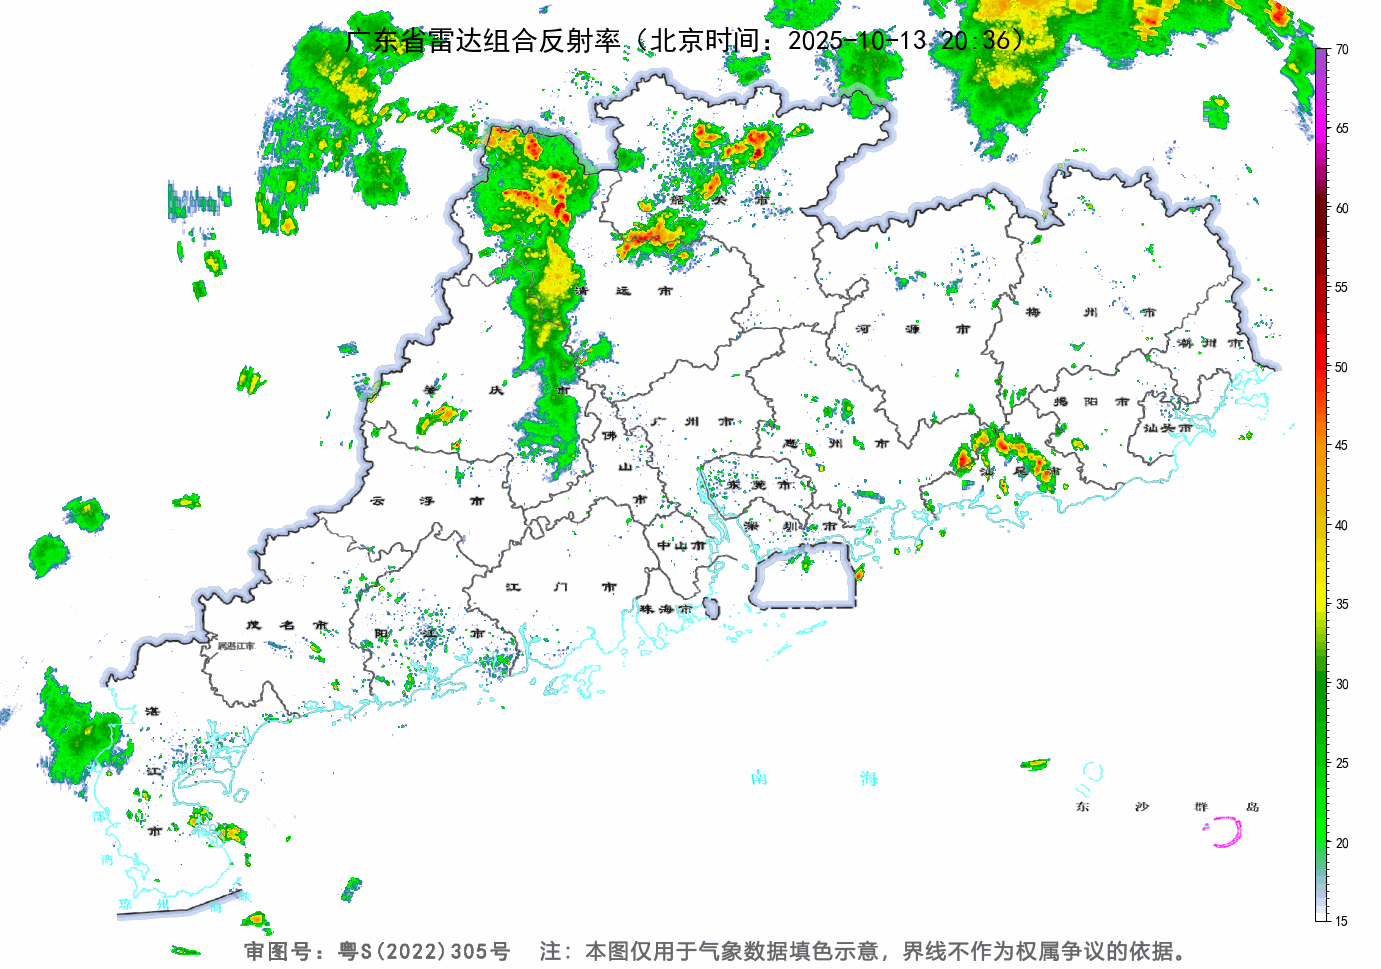 广东省雷达组合反射率（北京时间：2025-10-13 20:36）
70
65
60
55
50
45
40
35
30
25
20
15
韶关市
清远市
河源市
梅州市
潮州市
肇庆市
揭阳市
汕头市
广州市
佛山市
惠州市
汕尾市
云浮市
东莞市
深圳市
中山市
江门市
珠海市
茂名市
属湛江市
阳江市
湛江市
南海
东沙群岛
部湾
琼州海峡
审图号：粤S(2022)305号 注：本图仅用于气象数据填色示意，界线不作为权属争议的依据。